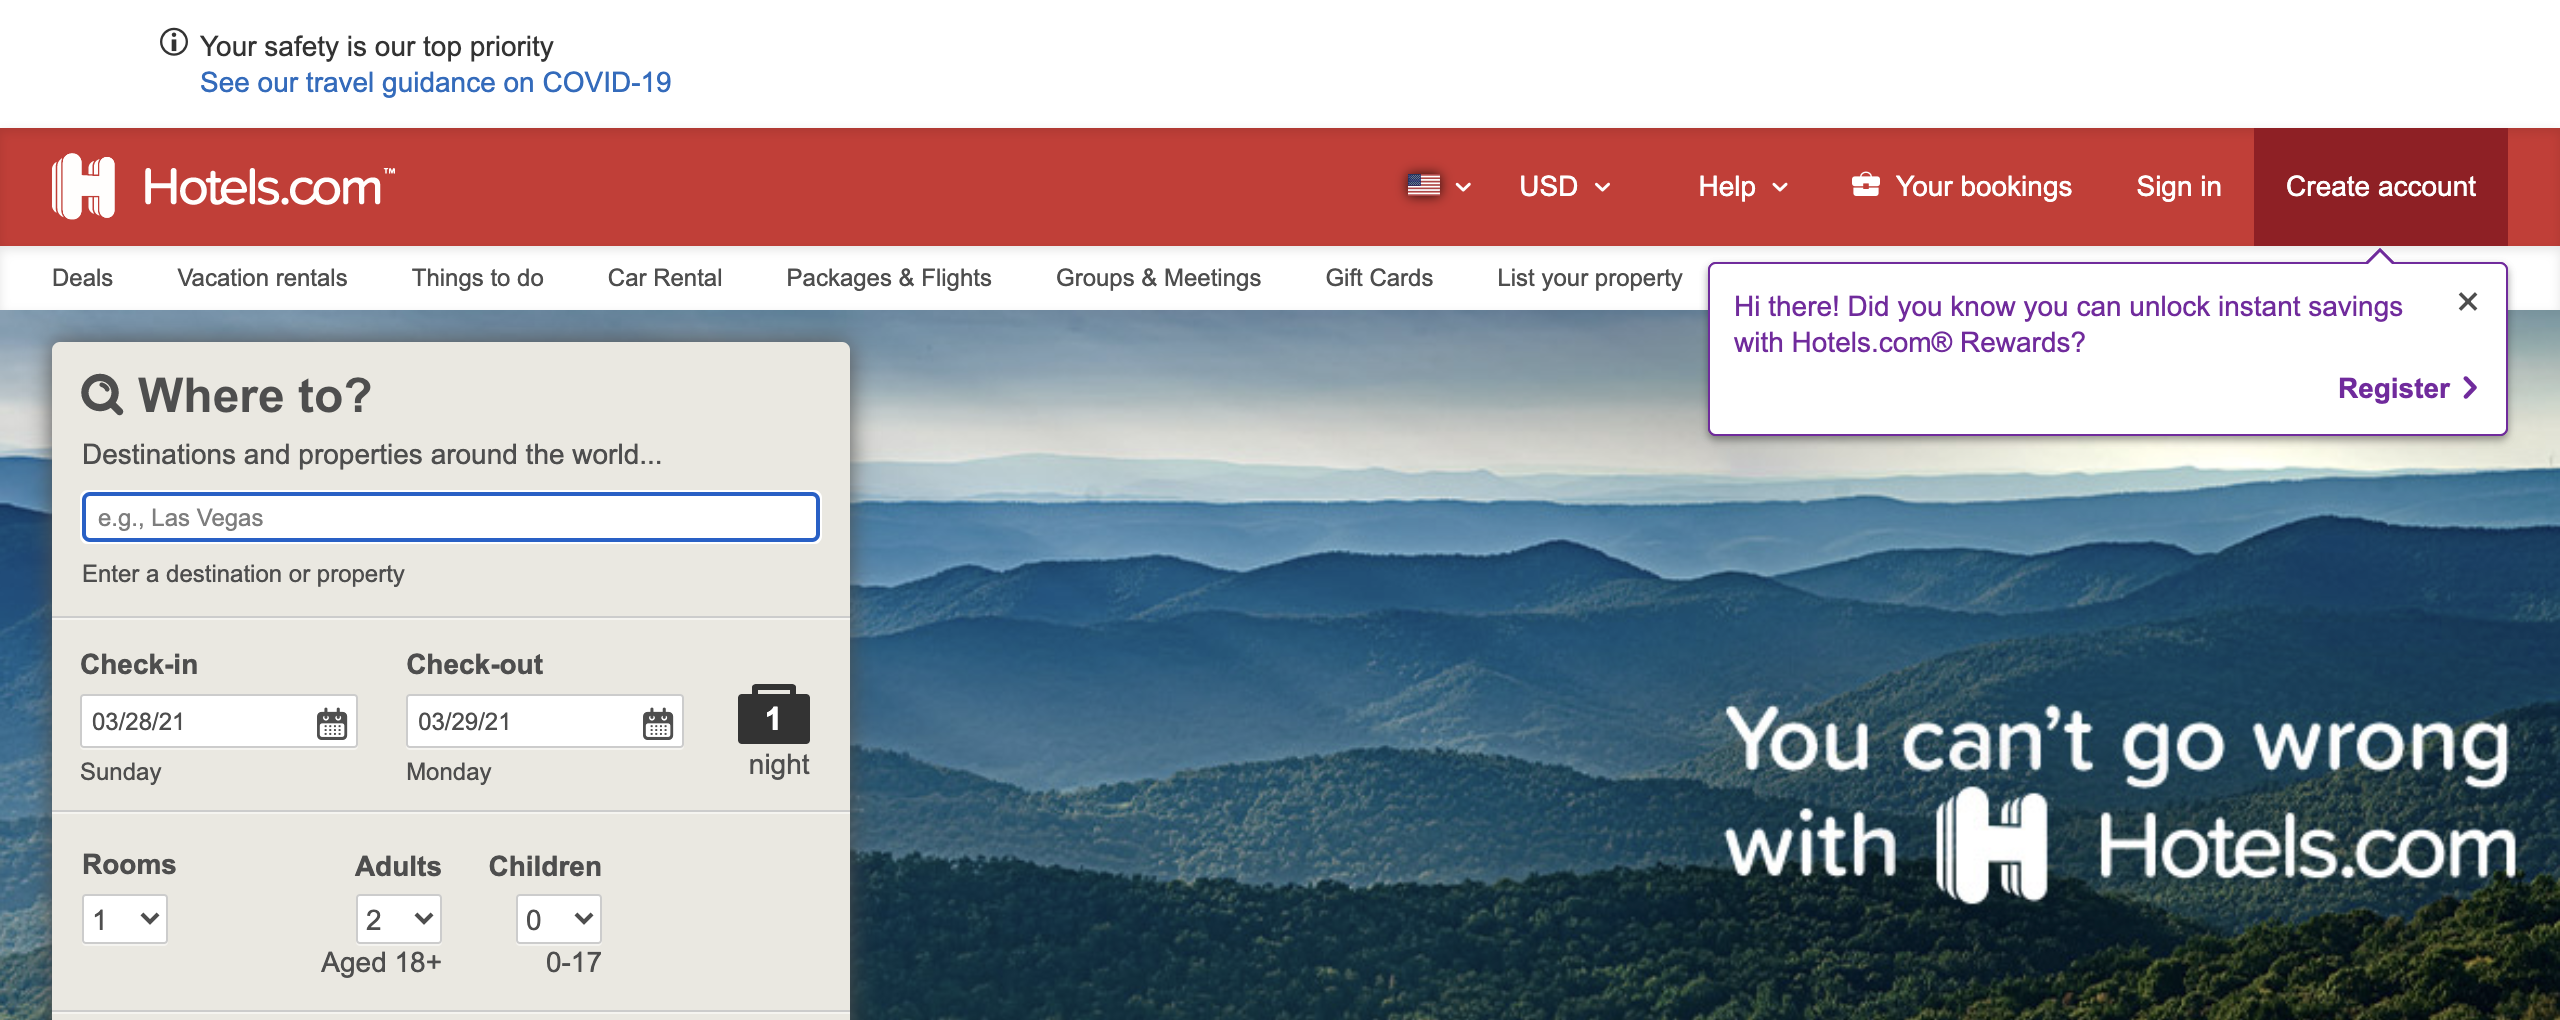 Your safety is our top priority
See our travel guidance on COVID-19
Hotels.com™
USD
Help
Your bookings
Sign in
Create account
Deals
Vacation rentals
Things to do
Car Rental
Packages & Flights
Groups & Meetings
Gift Cards
List your property
Hi there! Did you know you can unlock instant savings
with Hotels.com® Rewards?
Register
Where to?
Destinations and properties around the world...
e.g., Las Vegas
Enter a destination or property
Check-in
Check-out
03/28/21
03/29/21
1
night
Sunday
Monday
Rooms
Adults
Children
1
2
0
Aged 18+
0-17
You can't go wrong
with H Hotels.com